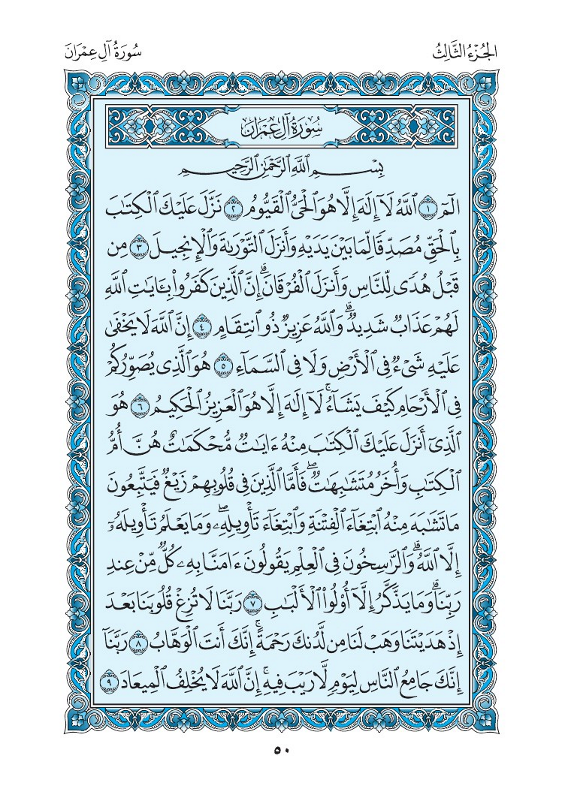 الجُزْءُ الثَّالِثُ
سُورَةُ آلِ عِمْرَانَ
سُورَةُ آلِ عِمْرَانَ
بِسْمِ ٱللَّهِ ٱلرَّحْمَٰنِ ٱلرَّحِيمِ
الٓمٓ ١ ٱللَّهُ لَآ إِلَٰهَ إِلَّا هُوَ ٱلْحَىُّ ٱلْقَيُّومُ ٢ نَزَّلَ عَلَيْكَ ٱلْكِتَٰبَ
بِٱلْحَقِّ مُصَدِّقًا لِّمَا بَيْنَ يَدَيْهِ وَأَنزَلَ ٱلتَّوْرَىٰةَ وَٱلْإِنجِيلَ ٣ مِن
قَبْلُ هُدًى لِّلنَّاسِ وَأَنزَلَ ٱلْفُرْقَانَۗ إِنَّ ٱلَّذِينَ كَفَرُوا۟ بِـَٔايَٰتِ ٱللَّهِ
لَهُمْ عَذَابٌ شَدِيدٌۗ وَٱللَّهُ عَزِيزٌ ذُو ٱنتِقَامٍ ٤ إِنَّ ٱللَّهَ لَا يَخْفَىٰ
عَلَيْهِ شَىْءٌ فِى ٱلْأَرْضِ وَلَا فِى ٱلسَّمَآءِ ٥ هُوَ ٱلَّذِى يُصَوِّرُكُمْ
فِى ٱلْأَرْحَامِ كَيْفَ يَشَآءُۚ لَآ إِلَٰهَ إِلَّا هُوَ ٱلْعَزِيزُ ٱلْحَكِيمُ ٦ هُوَ
ٱلَّذِىٓ أَنزَلَ عَلَيْكَ ٱلْكِتَٰبَ مِنْهُ ءَايَٰتٌ مُّحْكَمَٰتٌ هُنَّ أُمُّ
ٱلْكِتَٰبِ وَأُخَرُ مُتَشَٰبِهَٰتٌۖ فَأَمَّا ٱلَّذِينَ فِى قُلُوبِهِمْ زَيْغٌ فَيَتَّبِعُونَ
مَا تَشَٰبَهَ مِنْهُ ٱبْتِغَآءَ ٱلْفِتْنَةِ وَٱبْتِغَآءَ تَأْوِيلِهِۦۗ وَمَا يَعْلَمُ تَأْوِيلَهُۥٓ
إِلَّا ٱللَّهُۗ وَٱلرَّٰسِخُونَ فِى ٱلْعِلْمِ يَقُولُونَ ءَامَنَّا بِهِۦ كُلٌّ مِّنْ عِندِ
رَبِّنَاۗ وَمَا يَذَّكَّرُ إِلَّآ أُو۟لُوا۟ ٱلْأَلْبَٰبِ ٧ رَبَّنَا لَا تُزِغْ قُلُوبَنَا بَعْدَ
إِذْ هَدَيْتَنَا وَهَبْ لَنَا مِن لَّدُنكَ رَحْمَةًۚ إِنَّكَ أَنتَ ٱلْوَهَّابُ ٨ رَبَّنَآ
إِنَّكَ جَامِعُ ٱلنَّاسِ لِيَوْمٍ لَّا رَيْبَ فِيهِۚ إِنَّ ٱللَّهَ لَا يُخْلِفُ ٱلْمِيعَادَ ٩
٥٠